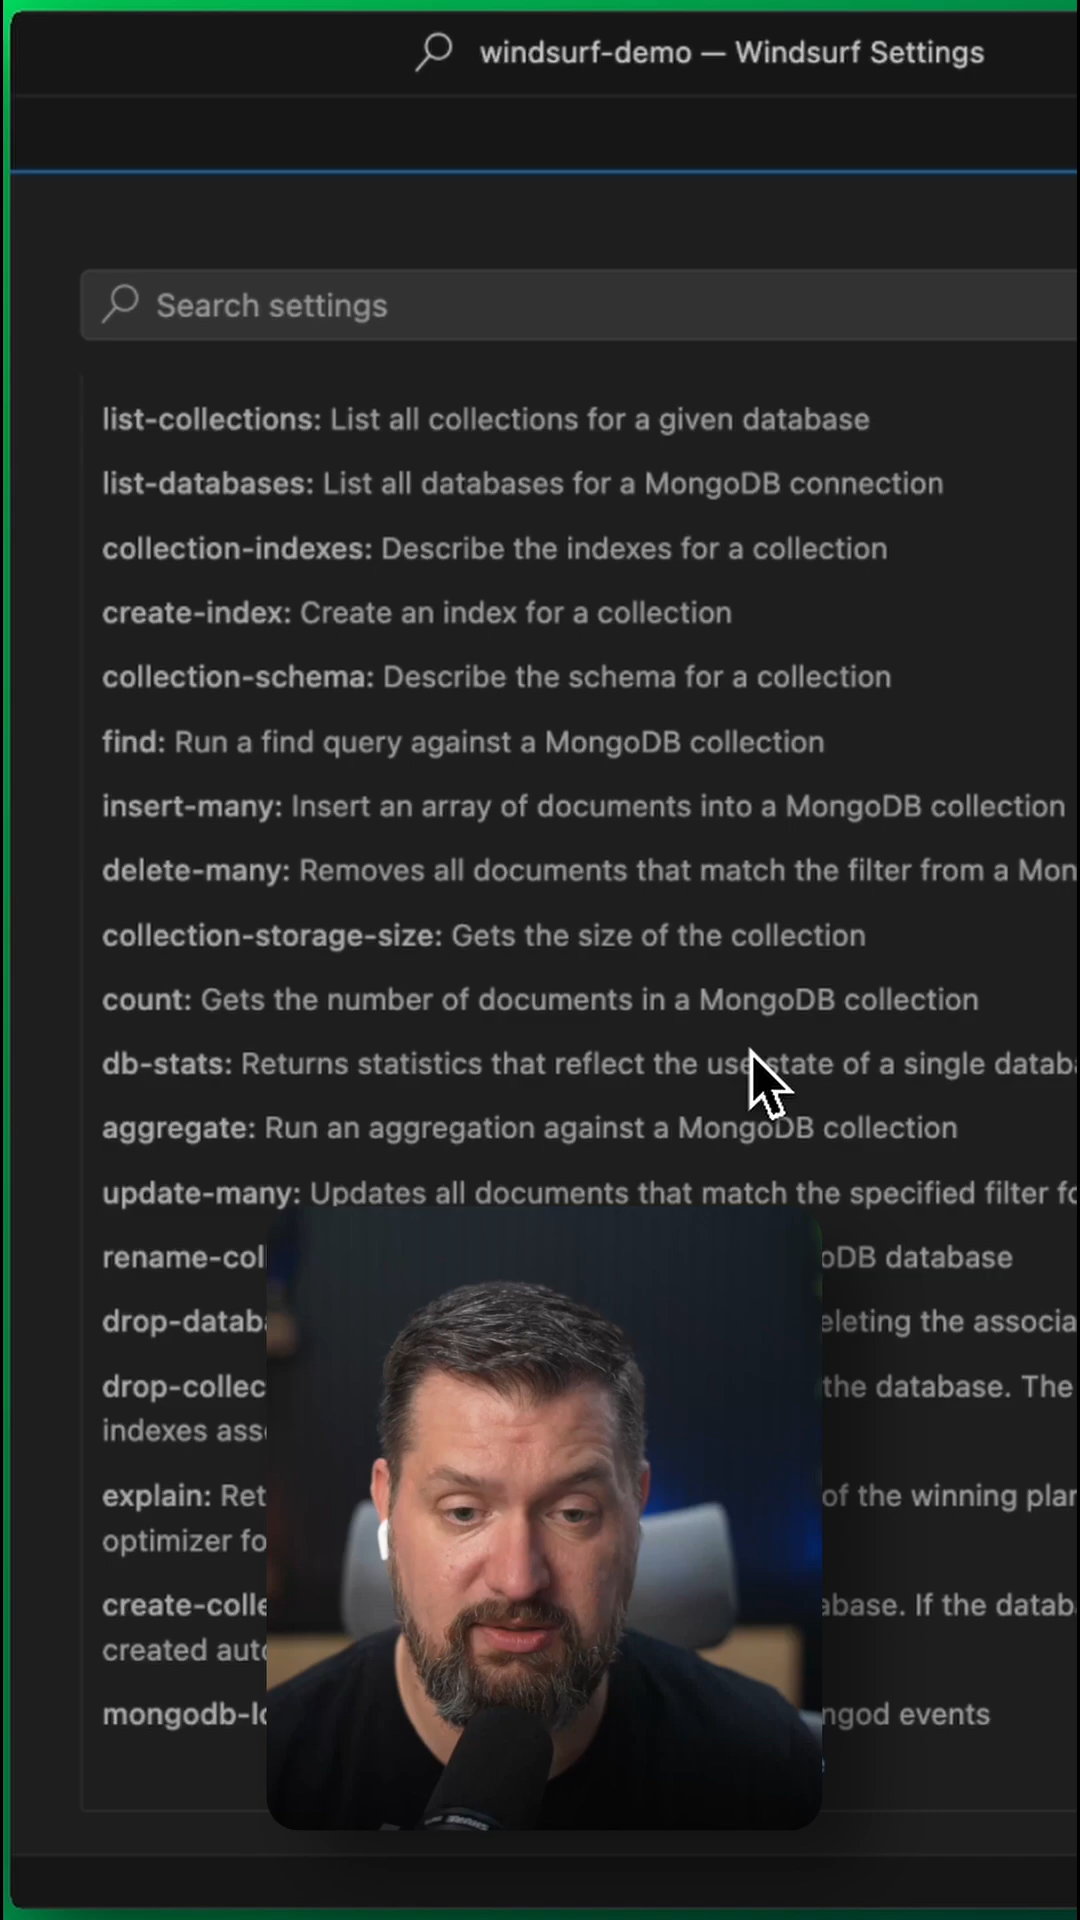 windsurf-demo — Windsurf Settings
Search settings
list-collections: List all collections for a given database
list-databases: List all databases for a MongoDB connection
collection-indexes: Describe the indexes for a collection
create-index: Create an index for a collection
collection-schema: Describe the schema for a collection
find: Run a find query against a MongoDB collection
insert-many: Insert an array of documents into a MongoDB collection
delete-many: Removes all documents that match the filter from a Mon
collection-storage-size: Gets the size of the collection
count: Gets the number of documents in a MongoDB collection
db-stats: Returns statistics that reflect the use state of a single databa
aggregate: Run an aggregation against a MongoDB collection
update-many: Updates all documents that match the specified filter fo
rename-col oDB database
drop-datab eleting the associa
drop-collec the database. The
indexes ass
explain: Ret of the winning plan
optimizer fo
create-colle abase. If the datab
created aut
mongodb-lo ngod events